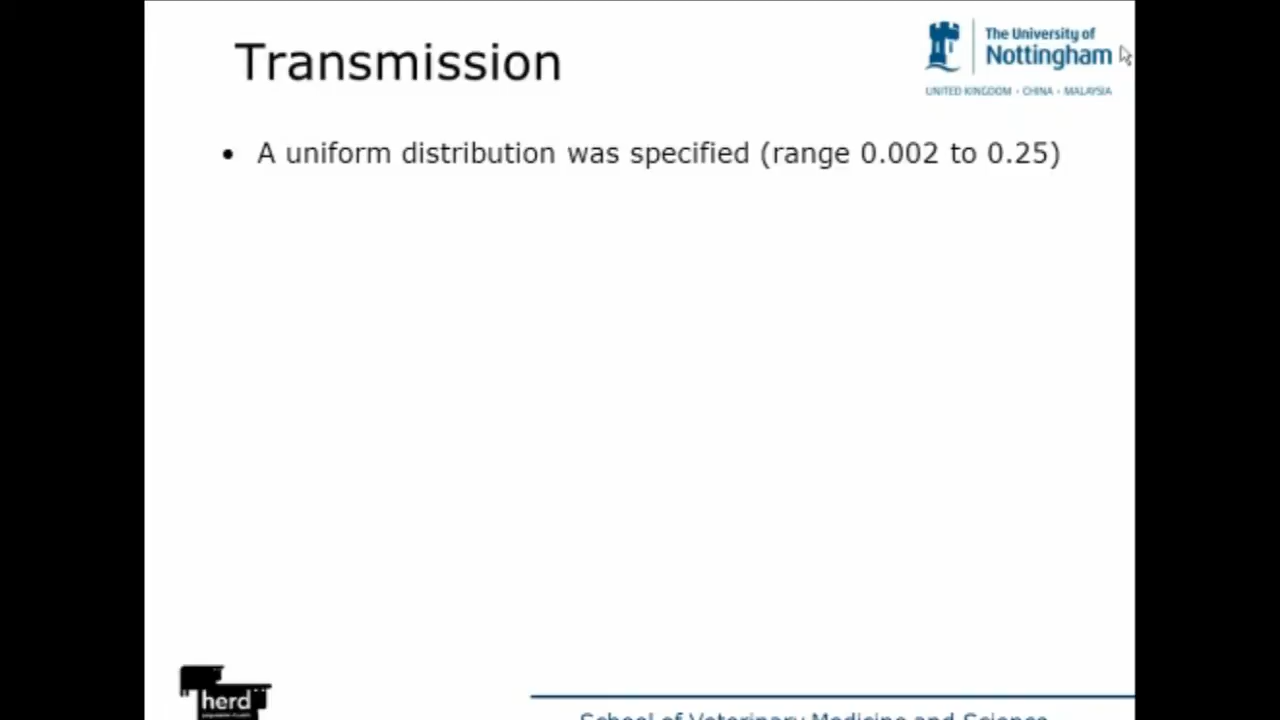 Transmission
The University of
Nottingham
UNITED KINGDOM • CHINA • MALAYSIA
• A uniform distribution was specified (range 0.002 to 0.25)
herd
School of Veterinary Medicine and Science